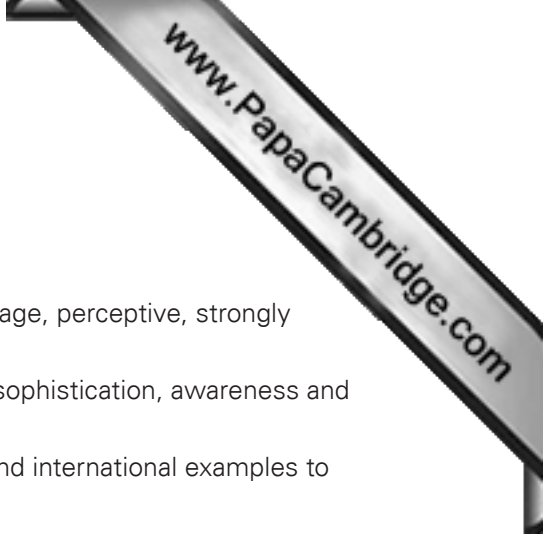 www.PapaCambridge.com
age, perceptive, strongly
sophistication, awareness and
nd international examples to